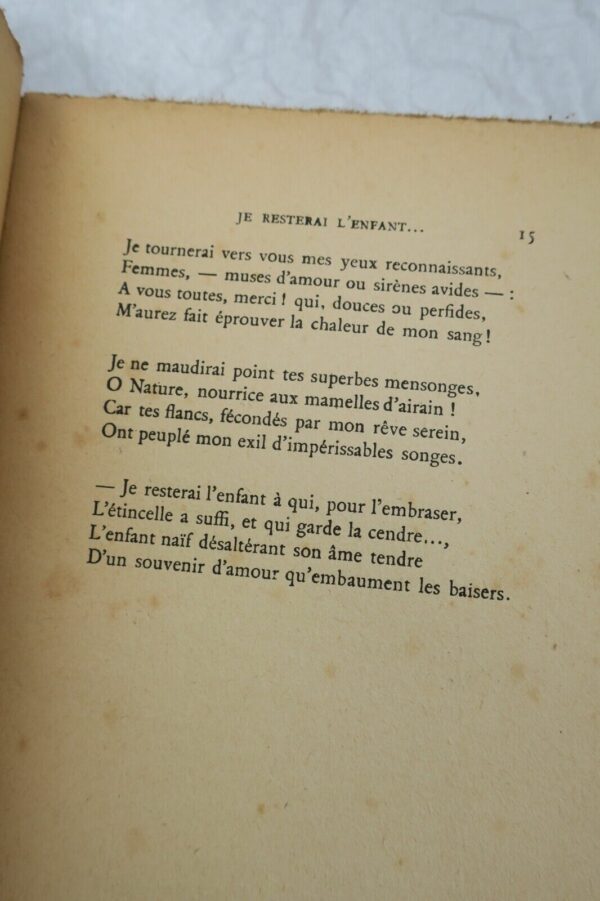 JE RESTERAI L'ENFANT...
15
Je tournerai vers vous mes yeux reconnaissants,
Femmes, — muses d'amour ou sirènes avides — :
A vous toutes, merci ! qui, douces ou perfides,
M'aurez fait éprouver la chaleur de mon sang !
Je ne maudirai point tes superbes mensonges,
O Nature, nourrice aux mamelles d'airain !
Car tes flancs, fécondés par mon rêve serein,
Ont peuplé mon exil d'impérissables songes.
— Je resterai l'enfant à qui, pour l'embraser,
L'étincelle a suffi, et qui garde la cendre...,
L'enfant naïf désaltérant son âme tendre
D'un souvenir d'amour qu'embaument les baisers.